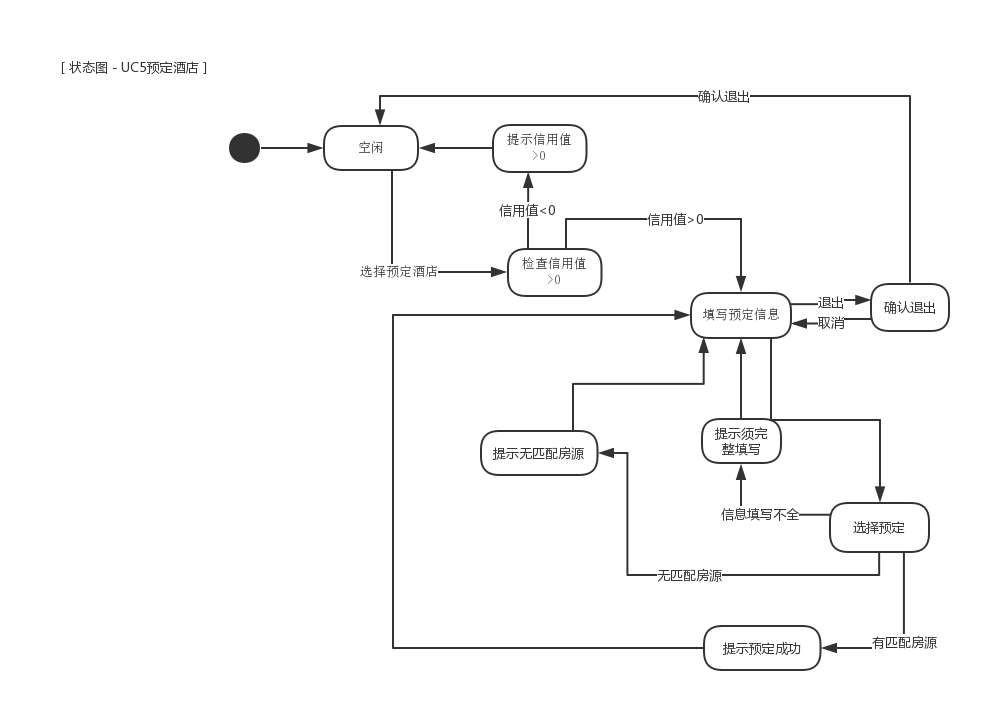 [ 状态图 - UC5预定酒店 ]
确认退出
空闲
提示信用值
>0
信用值<0
信用值>0
选择预定酒店
检查信用值
>0
填写预定信息
退出
取消
确认退出
提示无匹配房源
提示须完
整填写
信息填写不全
选择预定
无匹配房源
有匹配房源
提示预定成功